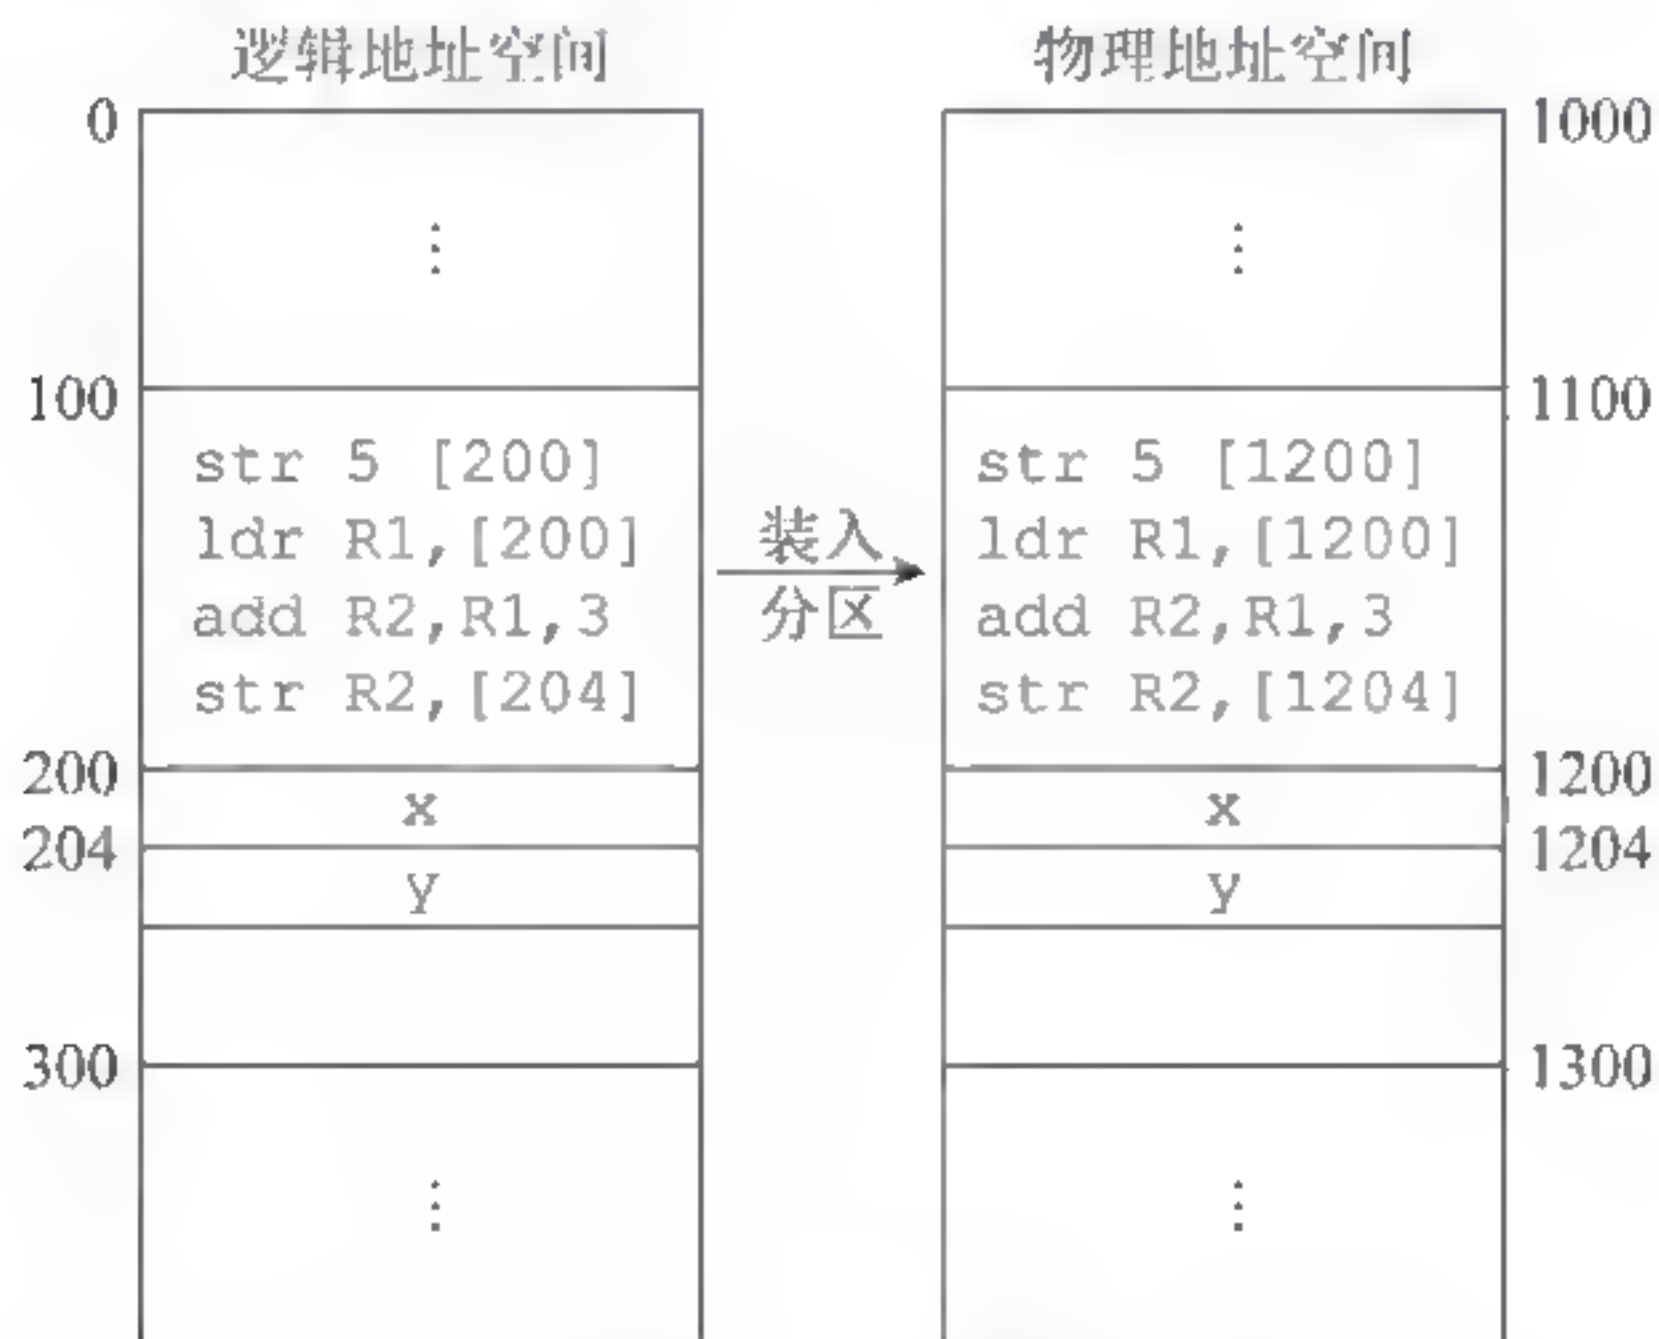 逻辑地址空间
物理地址空间
0
1000
⋮
⋮
100
1100
str 5 [200]
ldr R1,[200]
add R2,R1,3
str R2,[204]
装入
分区
str 5 [1200]
ldr R1,[1200]
add R2,R1,3
str R2,[1204]
200
x
x
1200
204
y
y
1204
300
1300
⋮
⋮